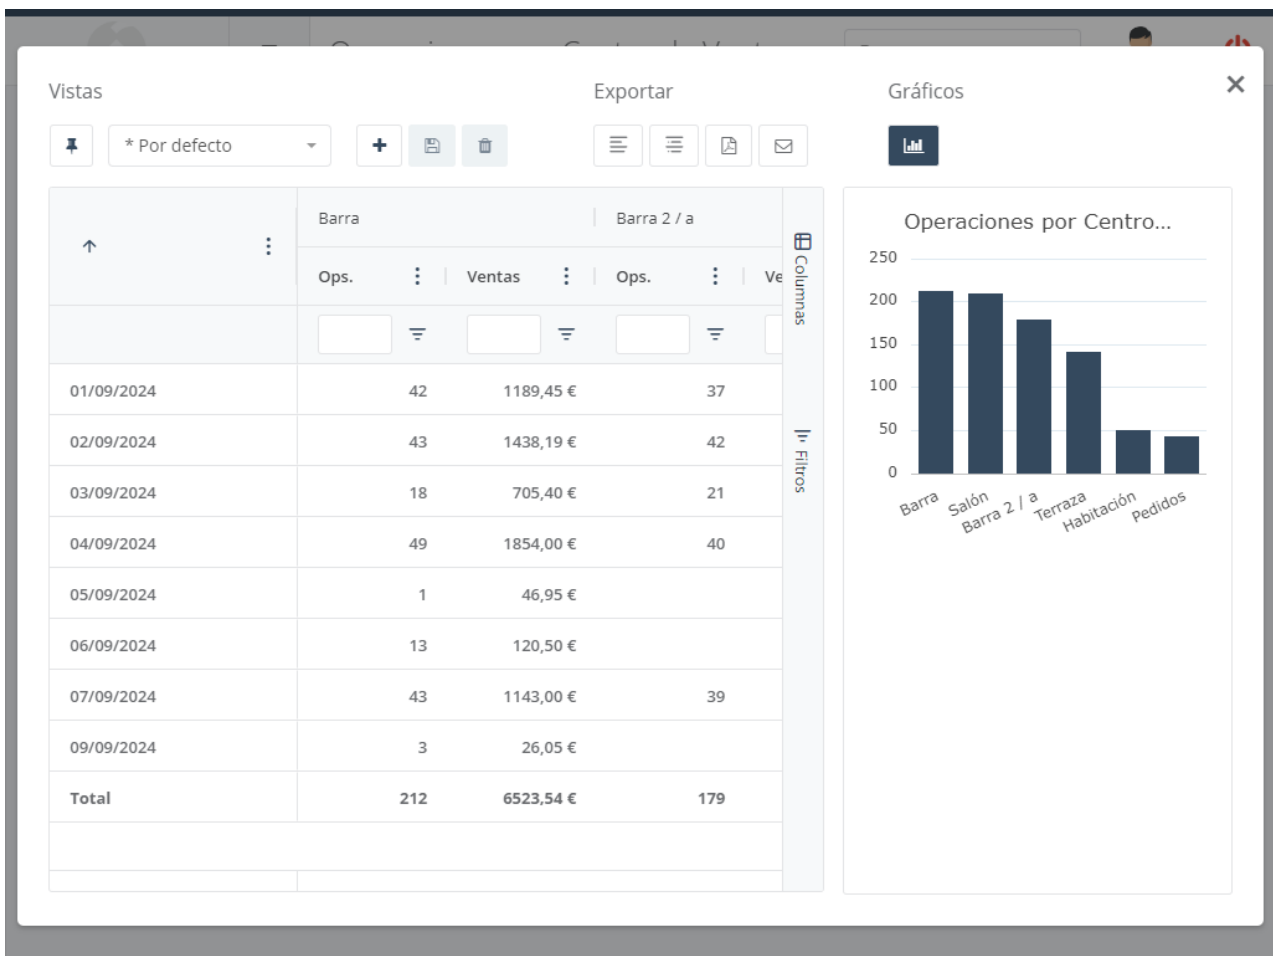 Vistas
Exportar
Gráficos
* Por defecto
Barra
Barra 2 / a
Ops.
Ventas
Ops.
Ve
Columnas
Filtros
01/09/2024 42 1189,45 € 37
02/09/2024 43 1438,19 € 42
03/09/2024 18 705,40 € 21
04/09/2024 49 1854,00 € 40
05/09/2024 1 46,95 €
06/09/2024 13 120,50 €
07/09/2024 43 1143,00 € 39
09/09/2024 3 26,05 €
Total 212 6523,54 € 179
Operaciones por Centro...
250
200
150
100
50
0
Barra
Salón
Barra 2 / a
Terraza
Habitación
Pedidos